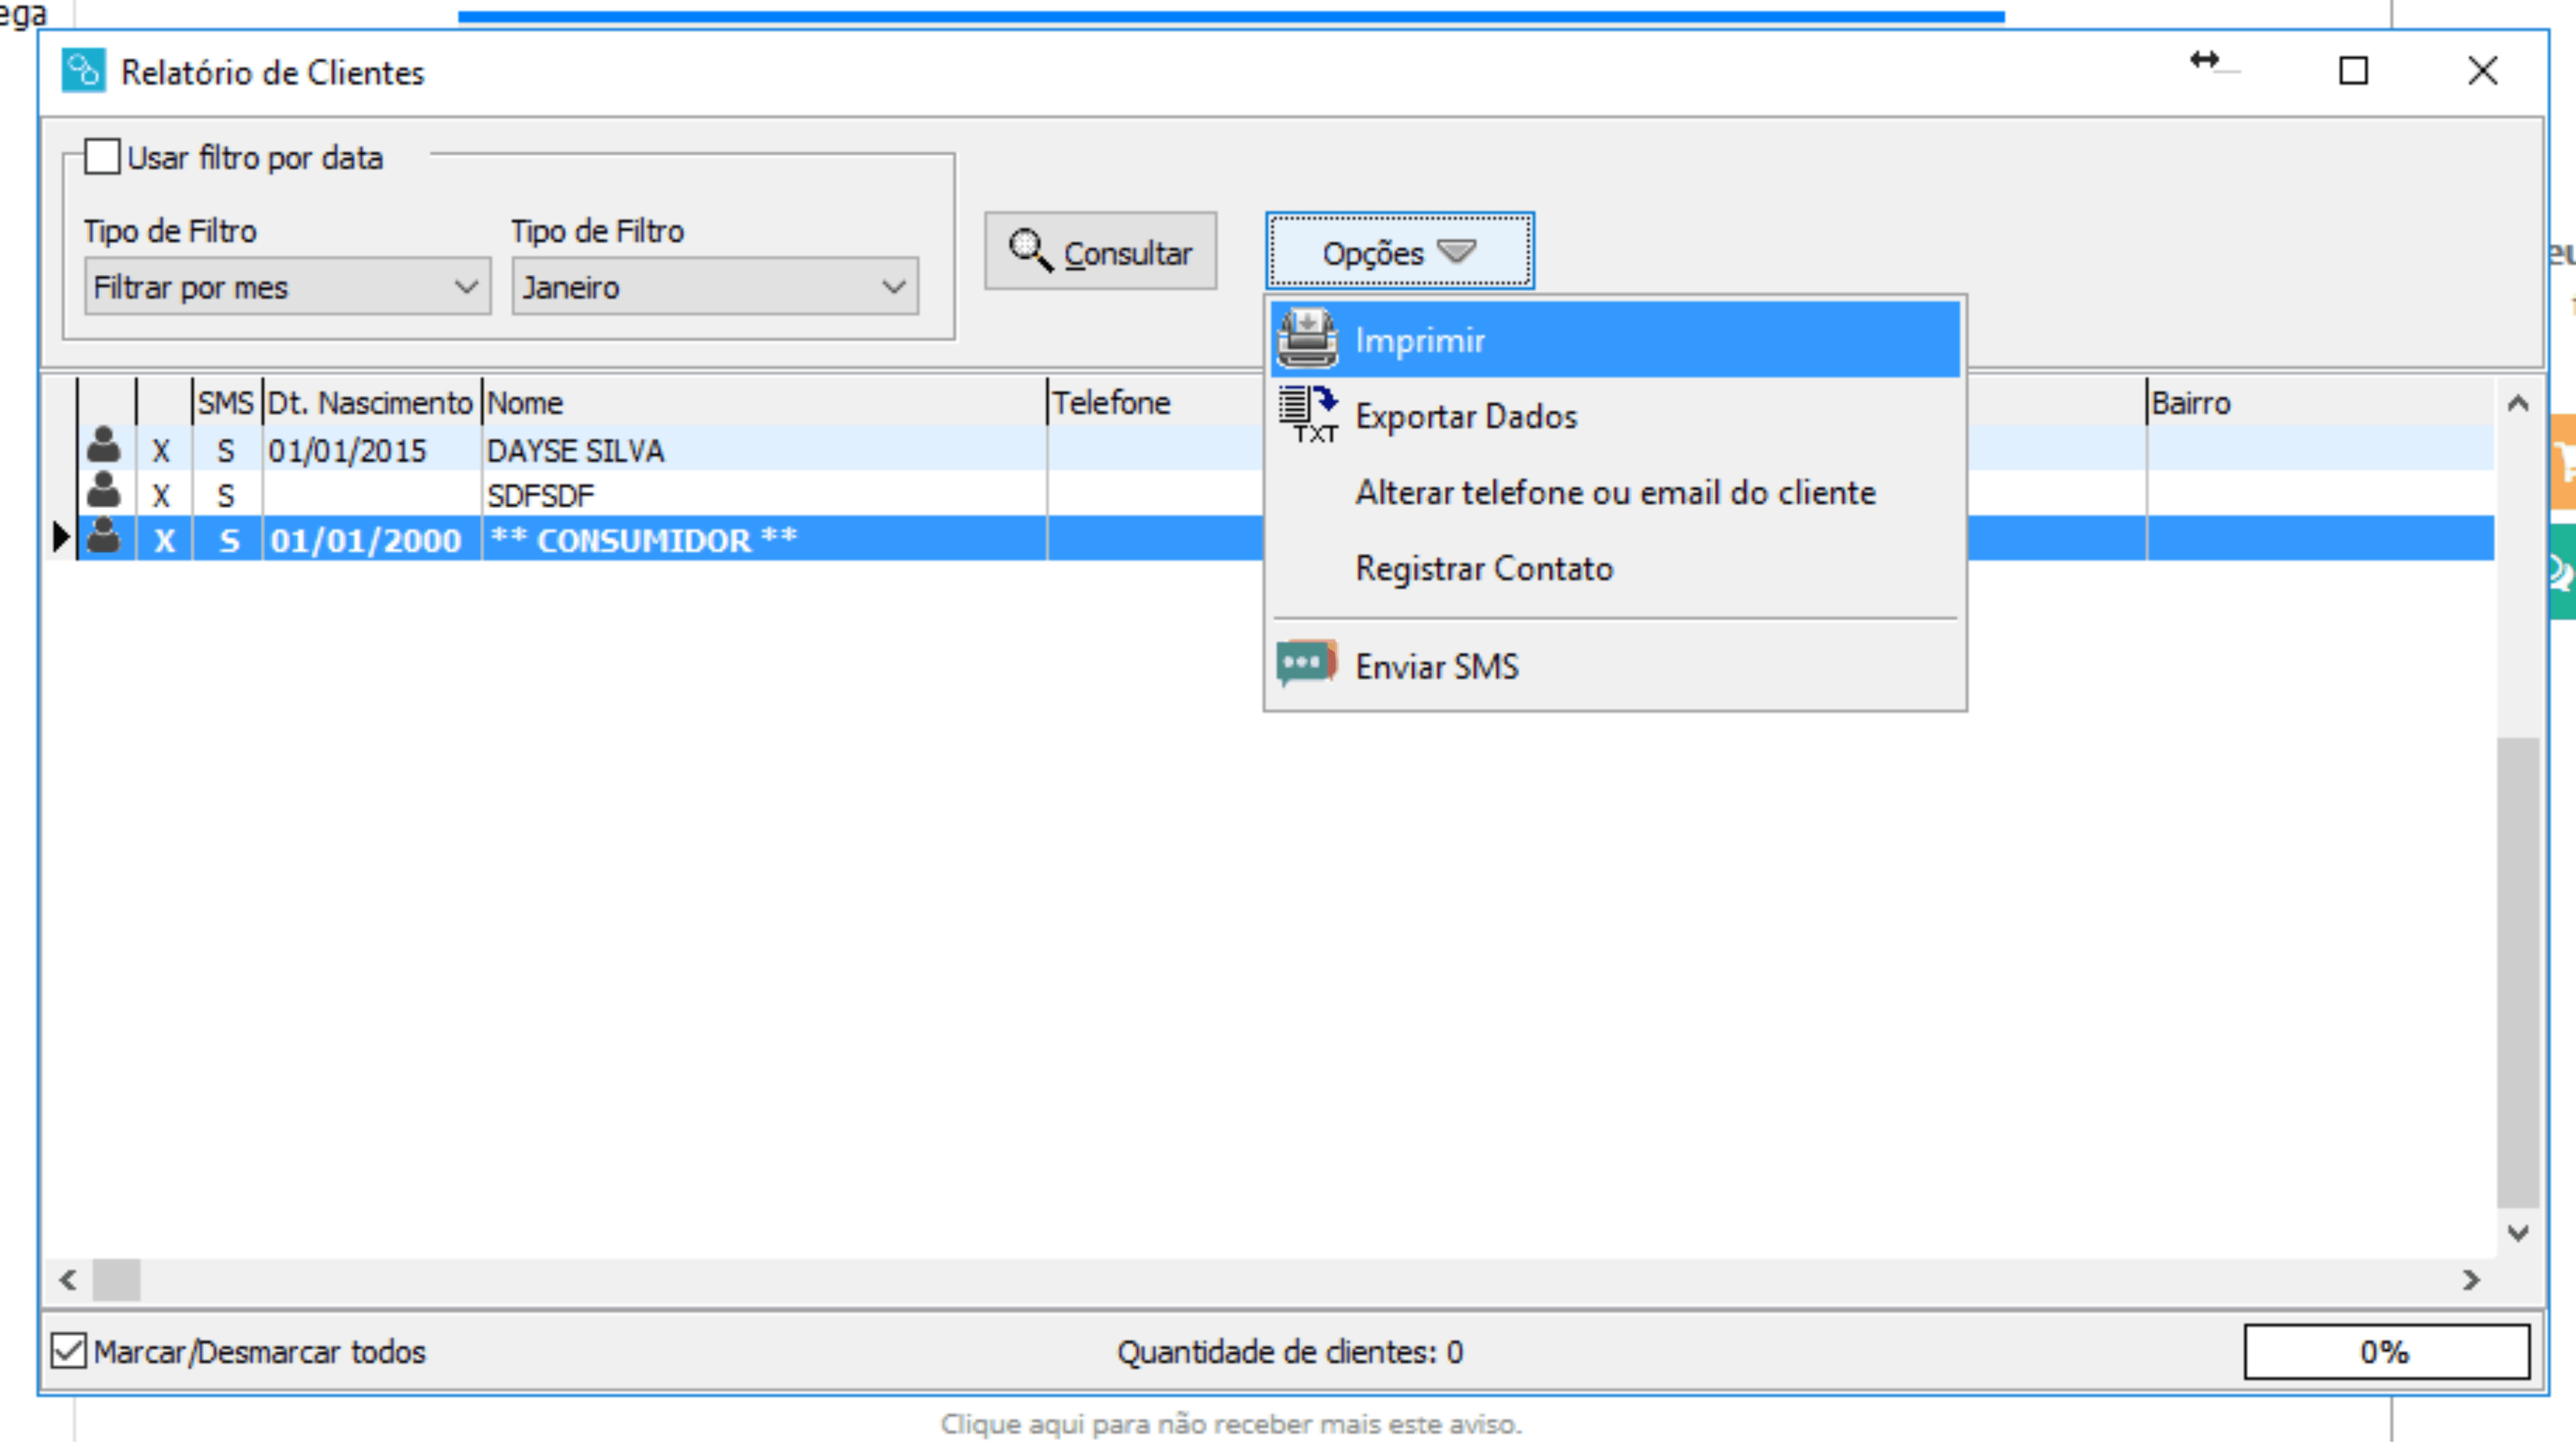 ega
Relatório de Clientes
Usar filtro por data
Tipo de Filtro Tipo de Filtro
Filtrar por mes Janeiro
Consultar Opções
Imprimir
TXT Exportar Dados
Alterar telefone ou email do cliente
Registrar Contato
Enviar SMS
SMS Dt. Nascimento Nome Telefone Bairro
X S 01/01/2015 DAYSE SILVA
X S SDFSDF
X S 01/01/2000 ** CONSUMIDOR **
Marcar/Desmarcar todos Quantidade de clientes: 0 0%
Clique aqui para não receber mais este aviso.